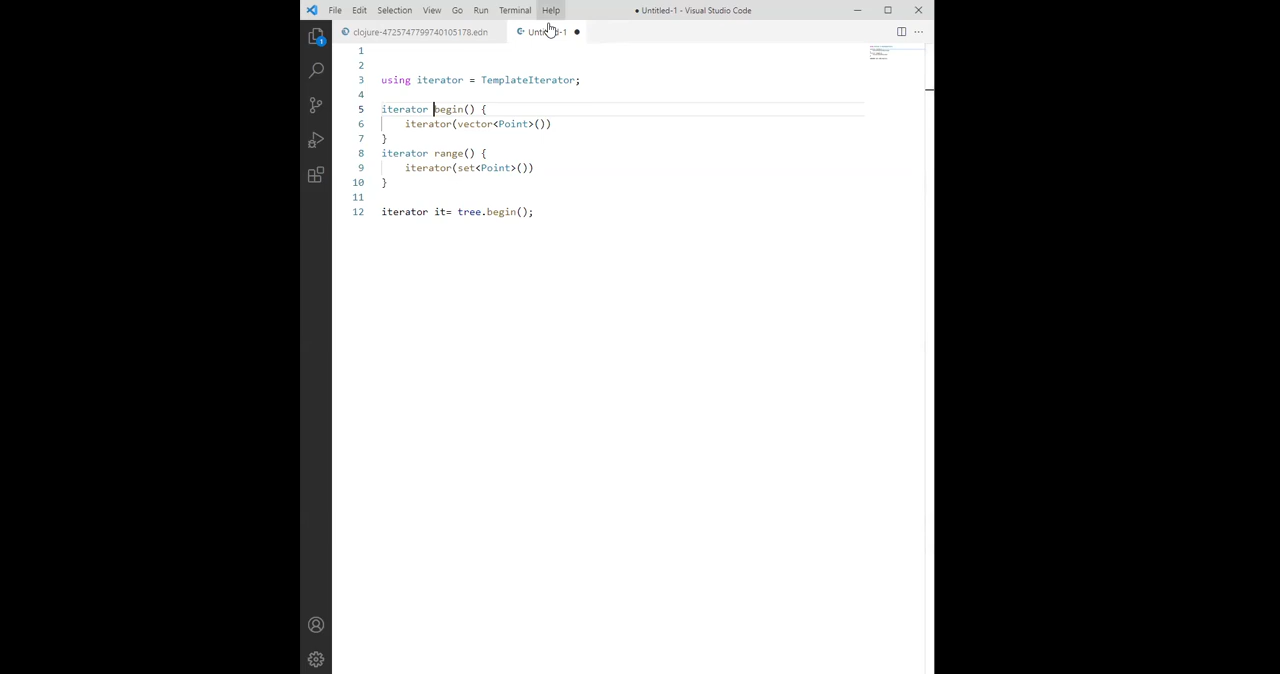 File Edit Selection View Go Run Terminal Help ● Untitled-1 - Visual Studio Code
clojure-4725747799740105178.edn Untitled-1
1
1
2
3 using iterator = TemplateIterator;
4
5 iterator begin() {
6 iterator(vector<Point>())
7 }
8 iterator range() {
9 iterator(set<Point>())
10 }
11
12 iterator it= tree.begin();